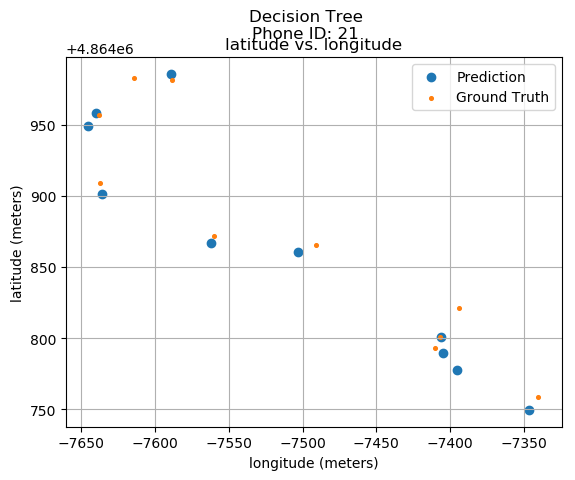 Decision Tree
Phone ID: 21
latitude vs. longitude
+4.864e6
Prediction
Ground Truth
950
900
850
800
750
latitude (meters)
−7650 −7600 −7550 −7500 −7450 −7400 −7350
longitude (meters)